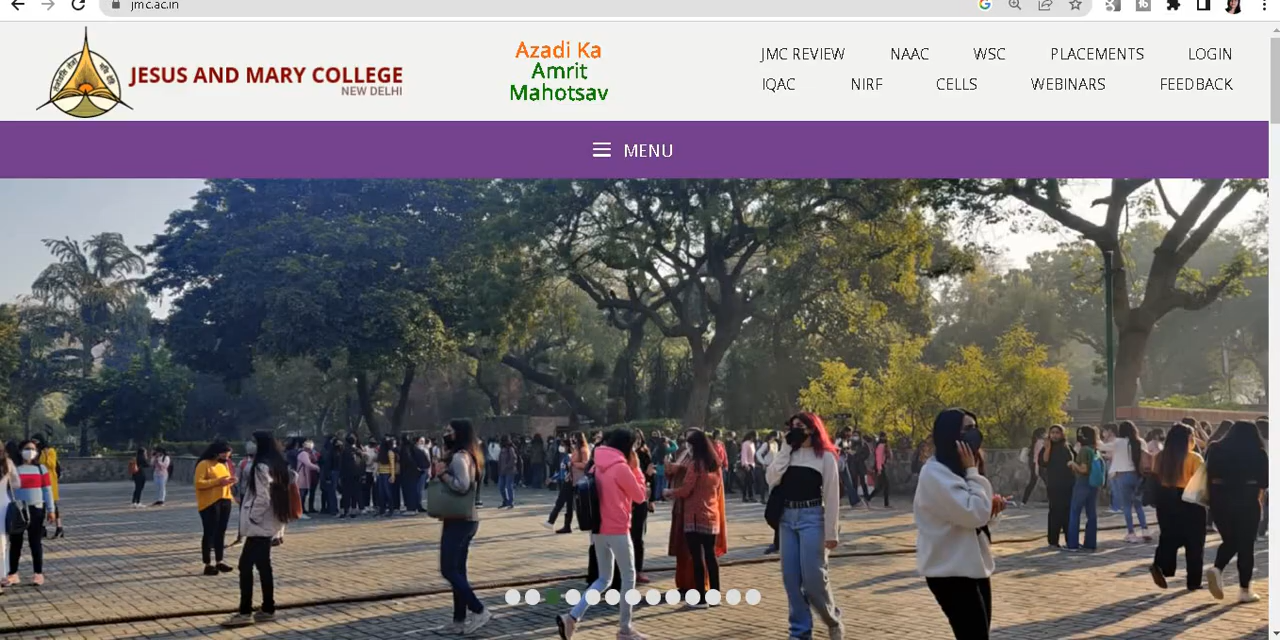 jmc.ac.in
JESUS AND MARY COLLEGE
NEW DELHI
Azadi Ka
Amrit
Mahotsav
JMC REVIEW NAAC WSC PLACEMENTS LOGIN
IQAC NIRF CELLS WEBINARS FEEDBACK
MENU